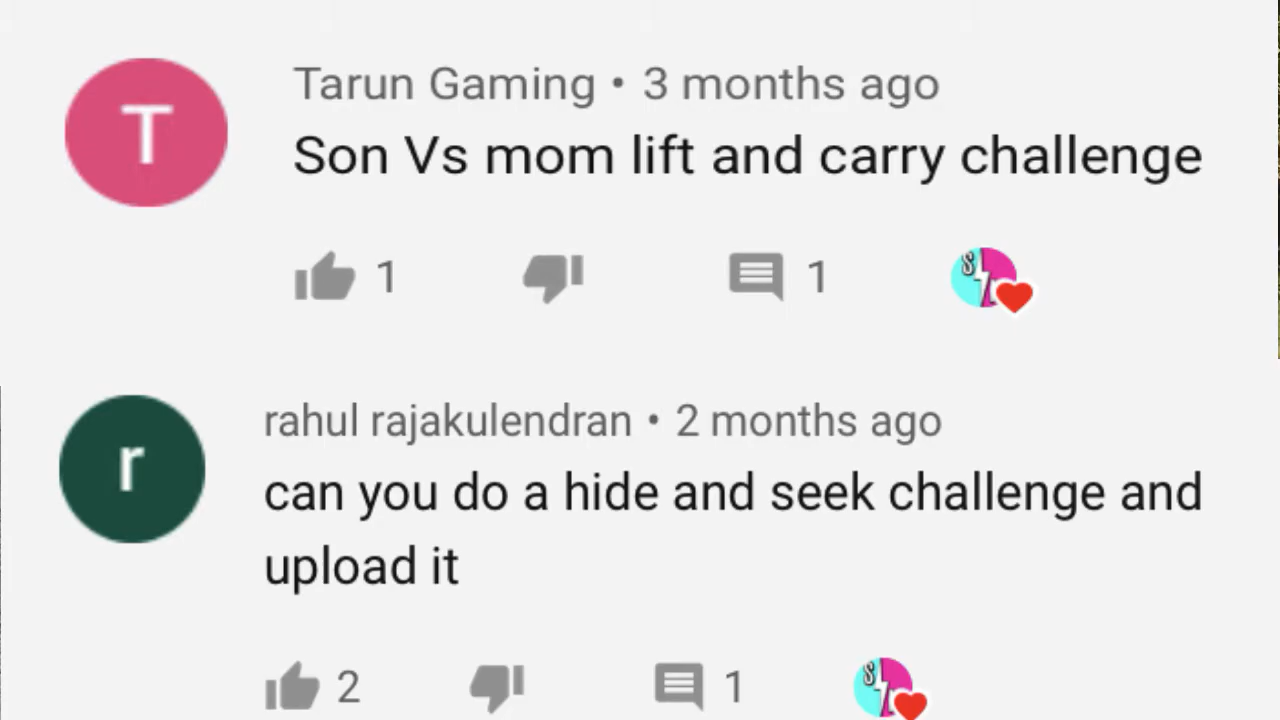 T
Tarun Gaming • 3 months ago
Son Vs mom lift and carry challenge
1
1
S
r
rahul rajakulendran • 2 months ago
can you do a hide and seek challenge and
upload it
2
1
S